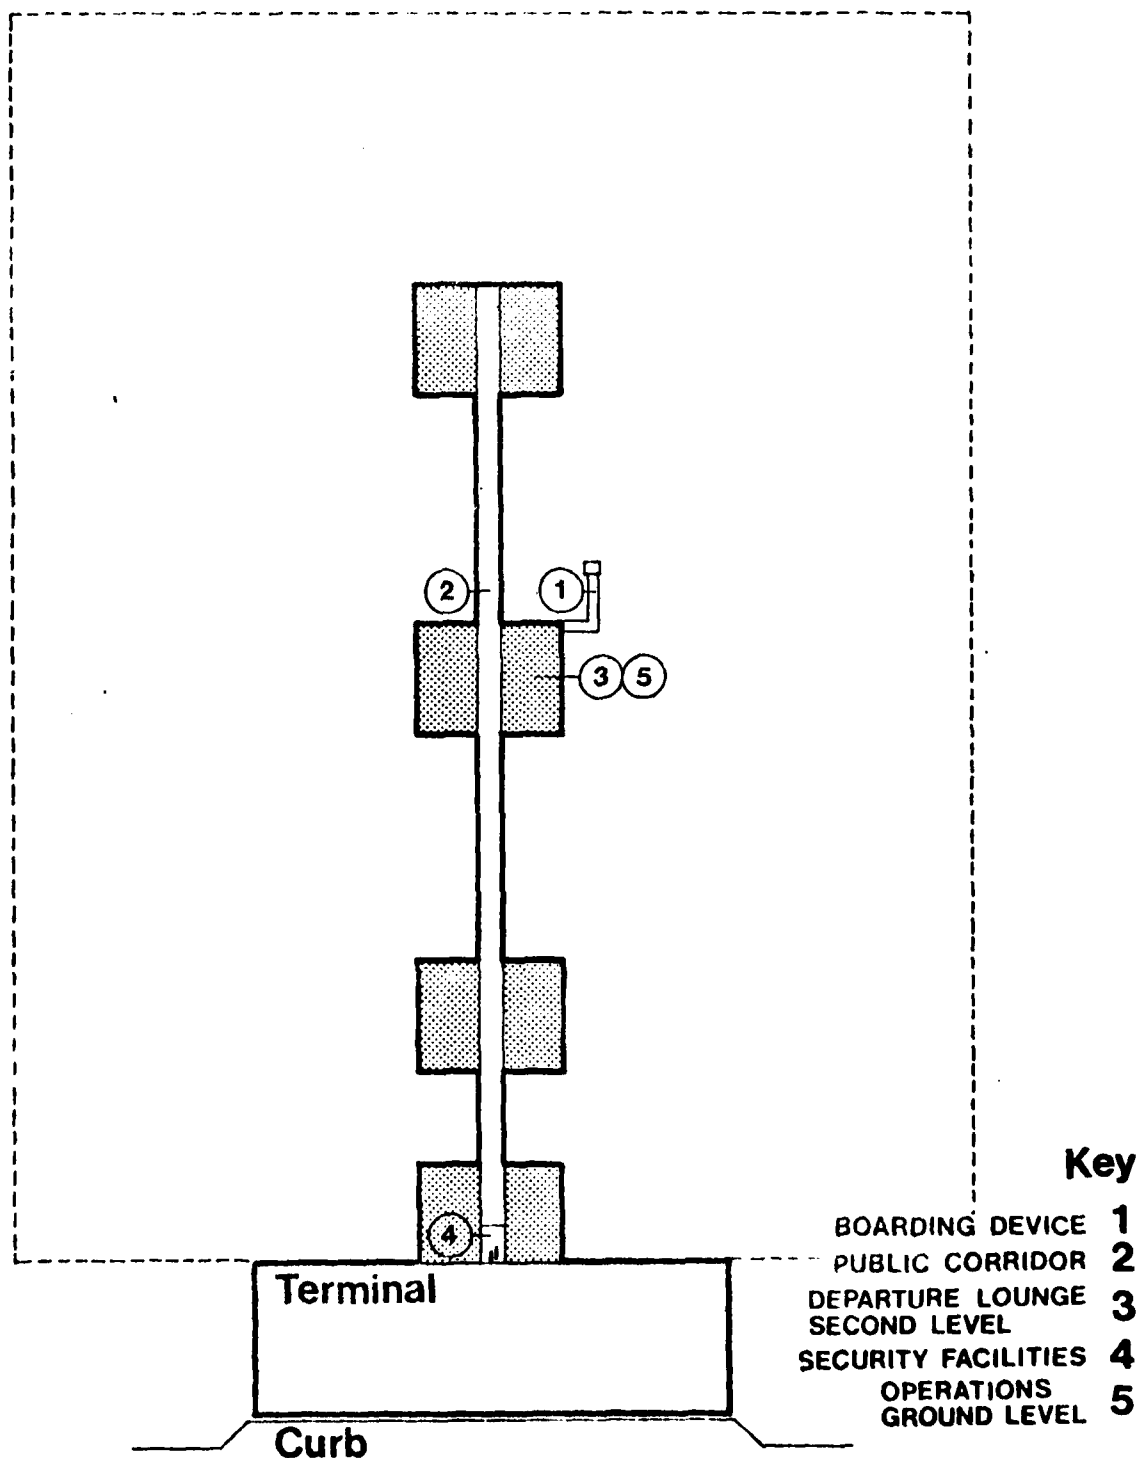 2
1
3 5
4
Terminal
Curb
Key
BOARDING DEVICE 1
PUBLIC CORRIDOR 2
DEPARTURE LOUNGE
SECOND LEVEL 3
SECURITY FACILITIES 4
OPERATIONS
GROUND LEVEL 5